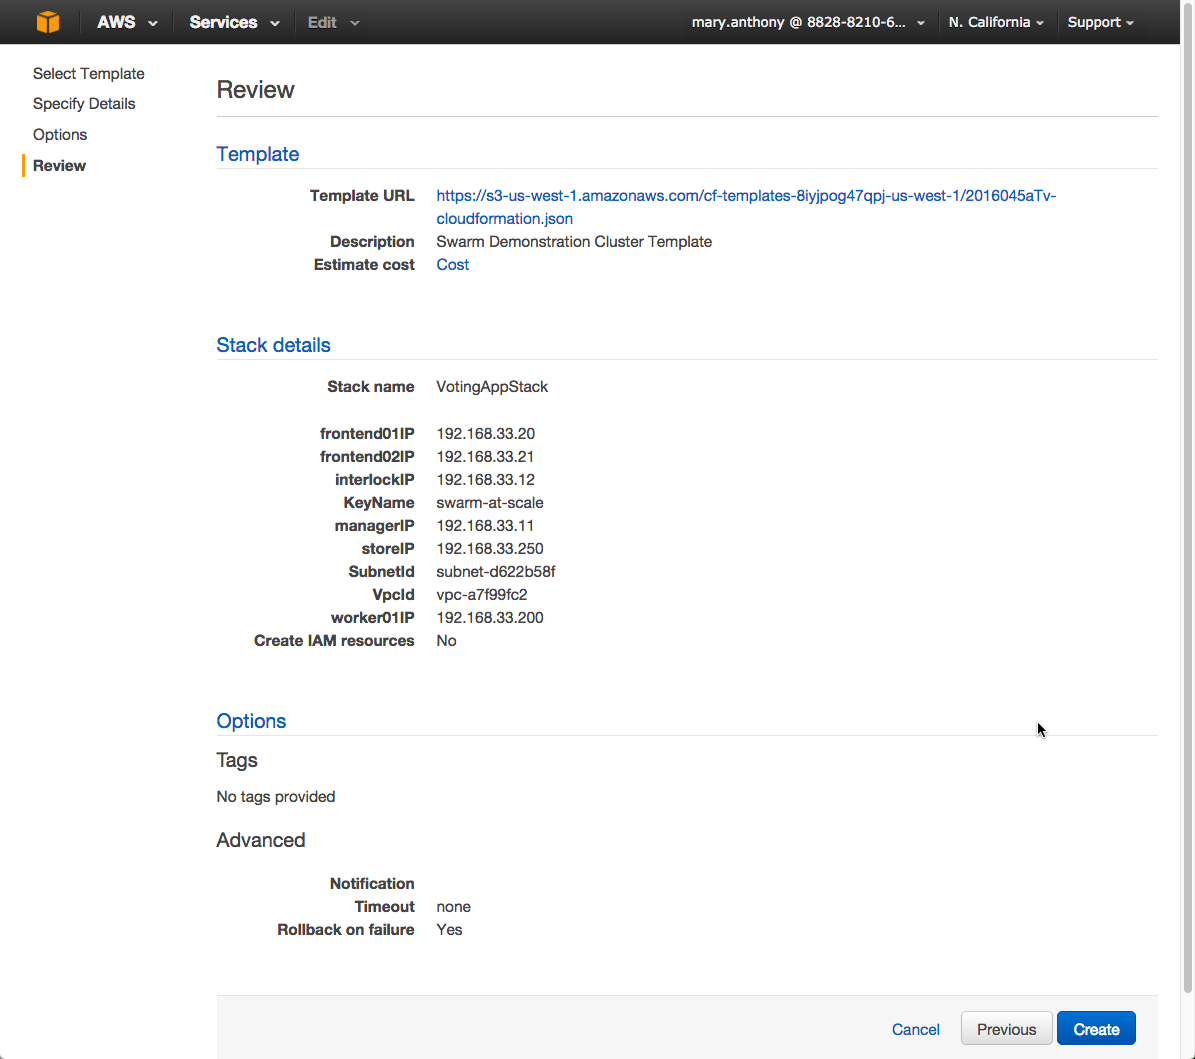 AWS Services Edit mary.anthony @ 8828-8210-6... N. California Support
Select Template
Specify Details
Options
Review
Review
Template
Template URL https://s3-us-west-1.amazonaws.com/cf-templates-8iyjpog47qpj-us-west-1/2016045aTv-
cloudformation.json
Description Swarm Demonstration Cluster Template
Estimate cost Cost
Stack details
Stack name VotingAppStack
frontend01IP 192.168.33.20
frontend02IP 192.168.33.21
interlockIP 192.168.33.12
KeyName swarm-at-scale
managerIP 192.168.33.11
storeIP 192.168.33.250
SubnetId subnet-d622b58f
VpcId vpc-a7f99fc2
worker01IP 192.168.33.200
Create IAM resources No
Options
Tags
No tags provided
Advanced
Notification
Timeout none
Rollback on failure Yes
Cancel Previous Create